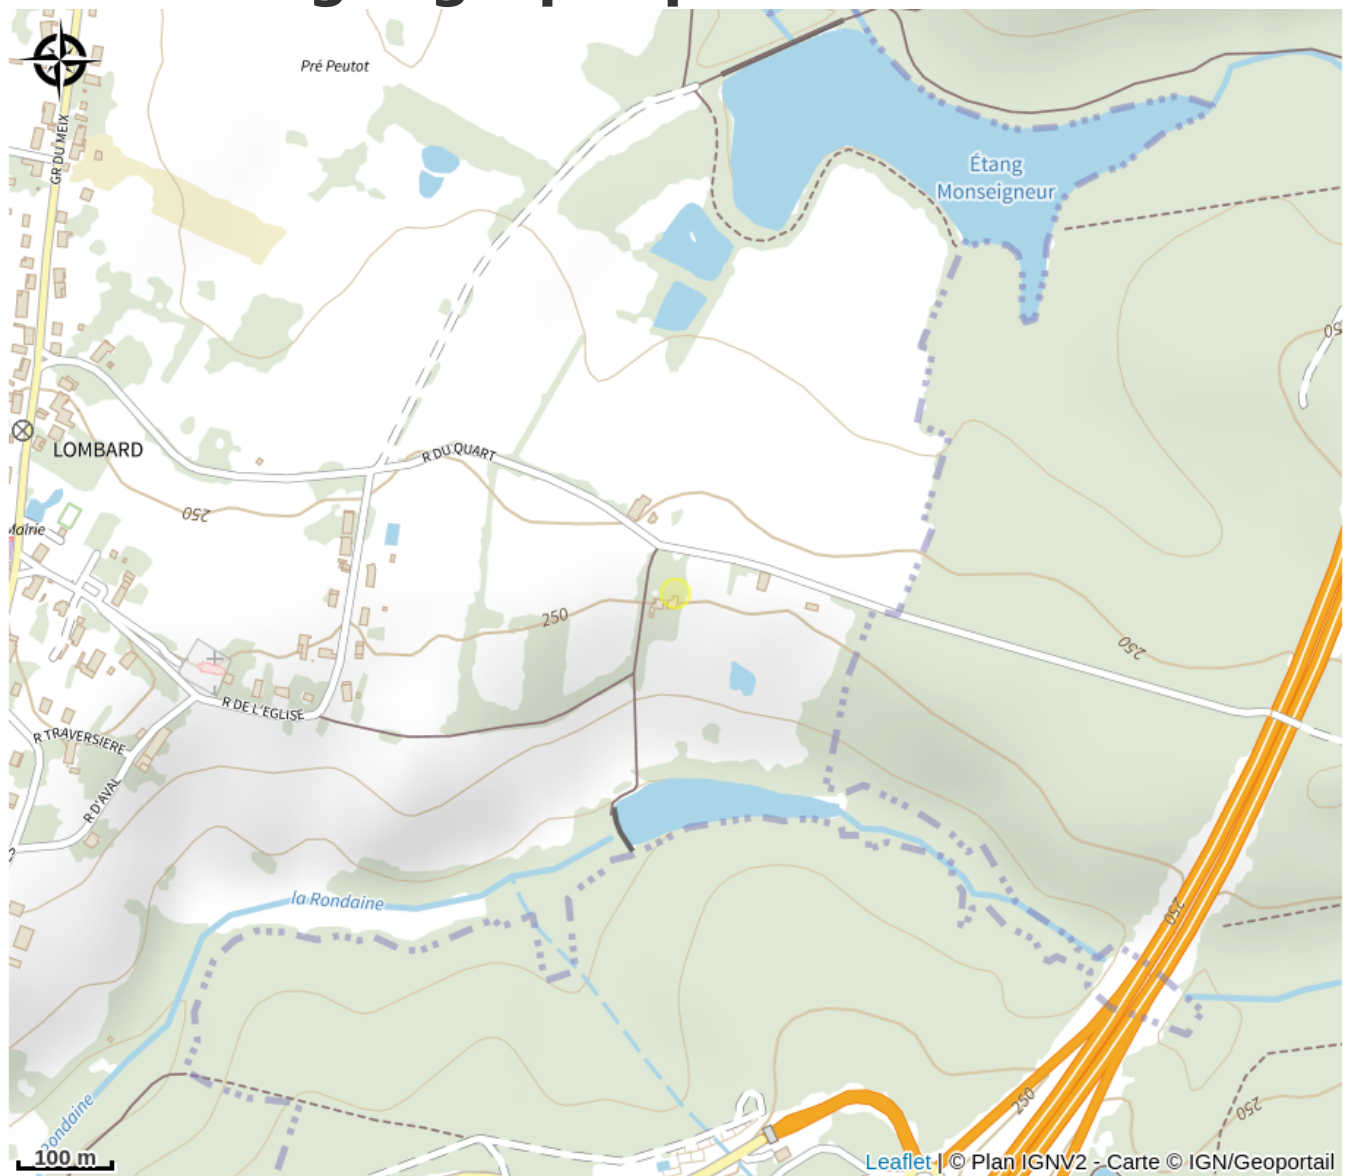 Pré Peutot
GR DU MEIX
Étang
Monseigneur
50
LOMBARD
R DU QUART
250
Mairie
250
250
R DE L'EGLISE
R TRAVERSIERE
R D'AVAL
la Rondaine
250
250
250
Rondaine
100 m
Leaflet | © Plan IGNV2 - Carte © IGN/Geoportail